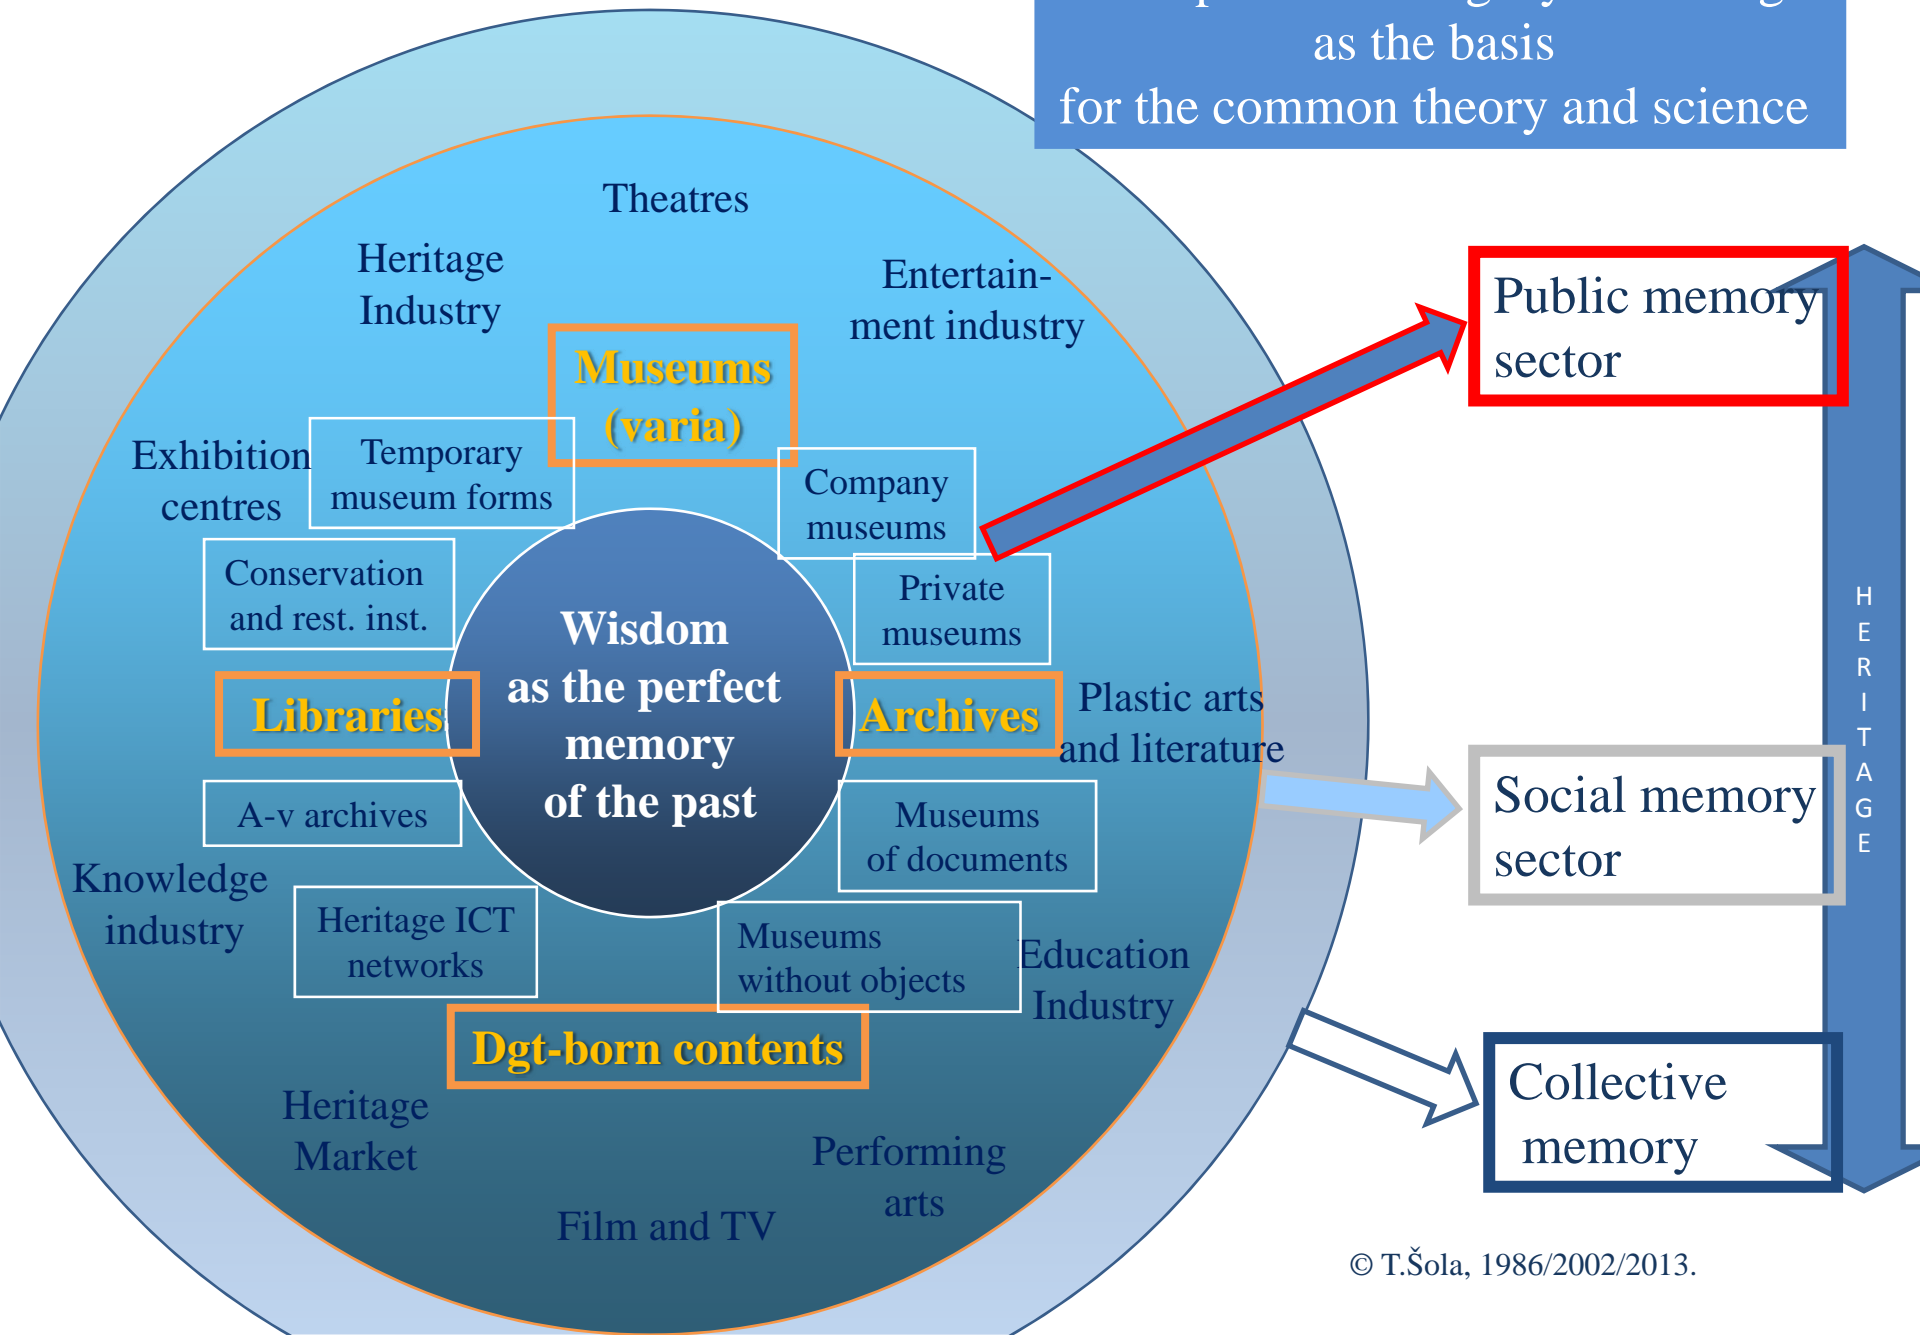 as the basis
for the common theory and science
Theatres
Heritage
Industry
Entertain-
ment industry
Museums
(varia)
Public memory
sector
Exhibition
centres
Temporary
museum forms
Company
museums
Conservation
and rest. inst.
Private
museums
Wisdom
as the perfect
memory
of the past
Libraries
Archives
Plastic arts
and literature
A-v archives
Museums
of documents
Social memory
sector
HERITAGE
Knowledge
industry
Heritage ICT
networks
Museums
without objects
Education
Industry
Dgt-born contents
Collective
memory
Heritage
Market
Performing
arts
Film and TV
© T.Šola, 1986/2002/2013.